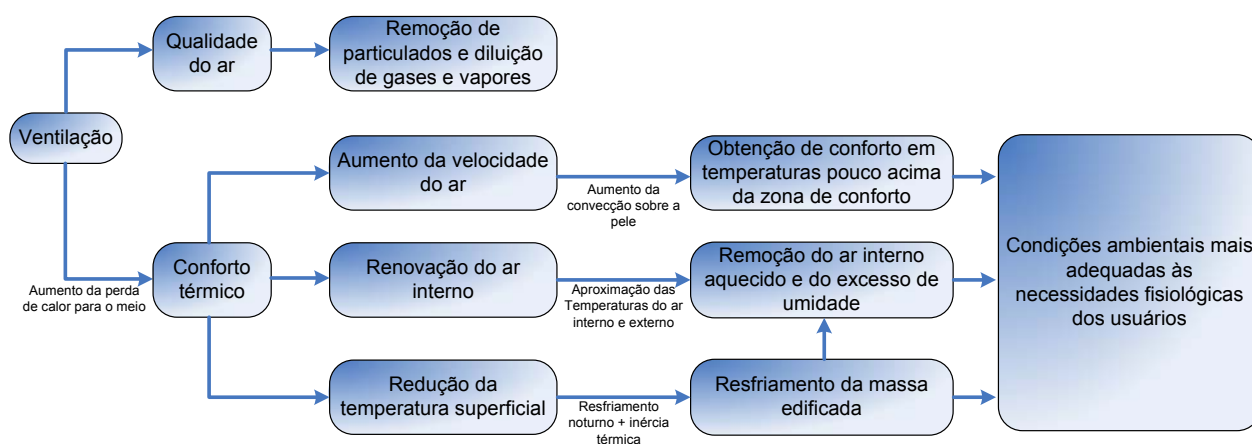 Qualidade
do ar
Remoção de
particulados e diluição
de gases e vapores
Ventilação
Aumento da velocidade
do ar
Aumento da
convecção sobre a
pele
Obtenção de conforto em
temperaturas pouco acima
da zona de conforto
Aumento da perda
de calor para o meio
Conforto
térmico
Renovação do ar
interno
Aproximação das
Temperaturas do ar
interno e externo
Remoção do ar interno
aquecido e do excesso de
umidade
Redução da
temperatura superficial
Resfriamento
noturno + inércia
térmica
Resfriamento da massa
edificada
Condições ambientais mais
adequadas às
necessidades fisiológicas
dos usuários